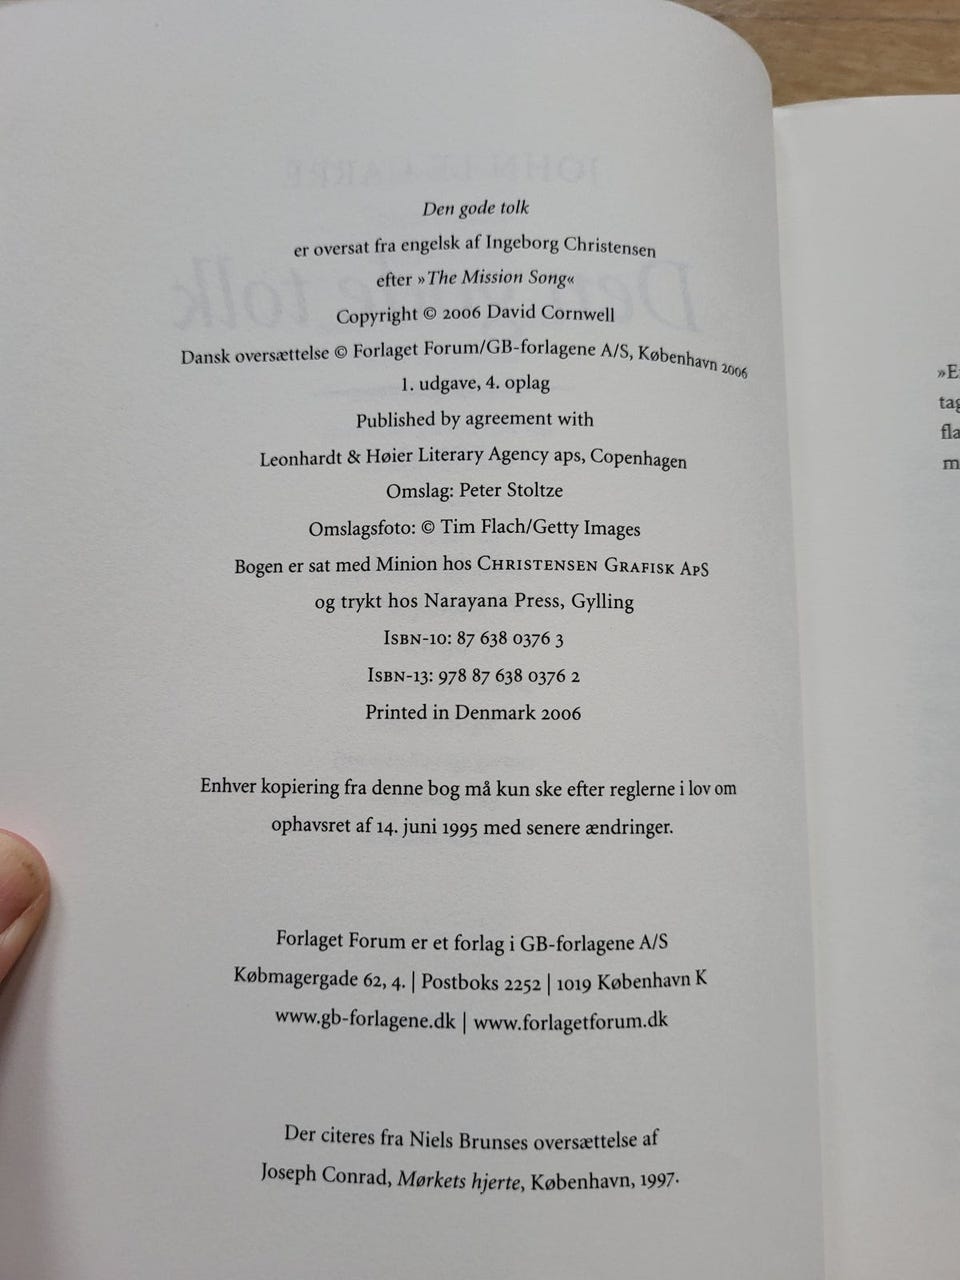 Den gode tolk
er oversat fra engelsk af Ingeborg Christensen
efter »The Mission Song«
Copyright © 2006 David Cornwell
Dansk oversættelse © Forlaget Forum/GB-forlagene A/S, København 2006
1. udgave, 4. oplag
Published by agreement with
Leonhardt & Høier Literary Agency aps, Copenhagen
Omslag: Peter Stoltze
Omslagsfoto: © Tim Flach/Getty Images
Bogen er sat med Minion hos CHRISTENSEN GRAFISK APS
og trykt hos Narayana Press, Gylling
ISBN-10: 87 638 0376 3
ISBN-13: 978 87 638 0376 2
Printed in Denmark 2006
Enhver kopiering fra denne bog må kun ske efter reglerne i lov om
ophavsret af 14. juni 1995 med senere ændringer.
Forlaget Forum er et forlag i GB-forlagene A/S
Købmagergade 62, 4. | Postboks 2252 | 1019 København K
www.gb-forlagene.dk | www.forlagetforum.dk
Der citeres fra Niels Brunses oversættelse af
Joseph Conrad, Mørkets hjerte, København, 1997.